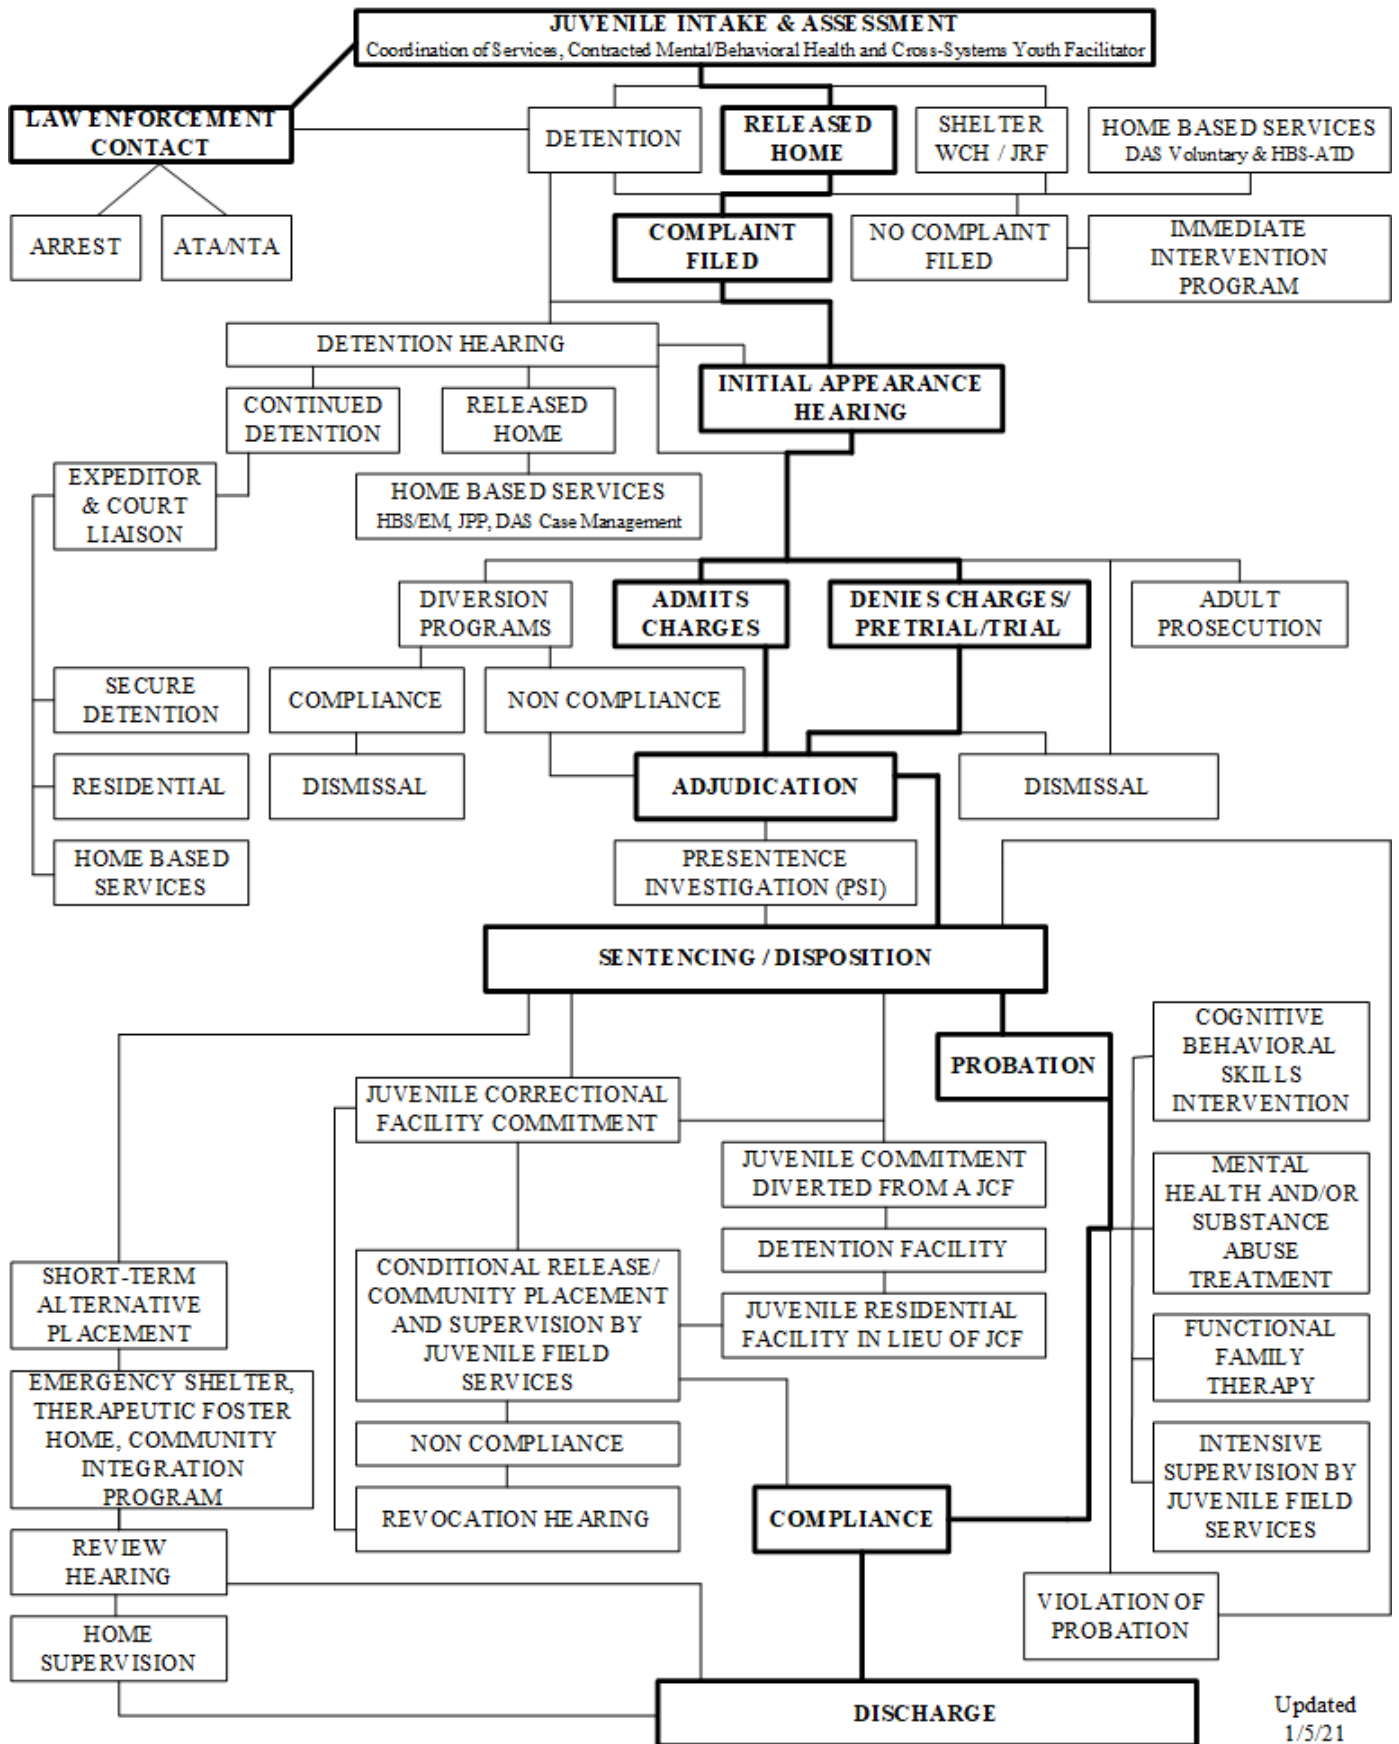 JUVENILE INTAKE & ASSESSMENT
Coordination of Services, Contracted Mental/Behavioral Health and Cross-Systems Youth Facilitator
LAW ENFORCEMENT
CONTACT
DETENTION
RELEASED
HOME
SHELTER
WCH / JRF
HOME BASED SERVICES
DAS Voluntary & HBS-ATD
ARREST
ATA/NTA
COMPLAINT
FILED
NO COMPLAINT
FILED
IMMEDIATE
INTERVENTION
PROGRAM
DETENTION HEARING
INITIAL APPEARANCE
HEARING
CONTINUED
DETENTION
RELEASED
HOME
EXPEDITOR
& COURT
LIAISON
HOME BASED SERVICES
HBS/EM, JPP, DAS Case Management
DIVERSION
PROGRAMS
ADMITS
CHARGES
DENIES CHARGES/
PRETRIAL/TRIAL
ADULT
PROSECUTION
SECURE
DETENTION
COMPLIANCE
NON COMPLIANCE
RESIDENTIAL
DISMISSAL
ADJUDICATION
DISMISSAL
HOME BASED
SERVICES
PRESENTENCE
INVESTIGATION (PSI)
SENTENCING / DISPOSITION
PROBATION
COGNITIVE
BEHAVIORAL
SKILLS
INTERVENTION
JUVENILE CORRECTIONAL
FACILITY COMMITMENT
JUVENILE COMMITMENT
DIVERTED FROM A JCF
MENTAL
HEALTH AND/OR
SUBSTANCE
ABUSE
TREATMENT
DETENTION FACILITY
SHORT-TERM
ALTERNATIVE
PLACEMENT
CONDITIONAL RELEASE/
COMMUNITY PLACEMENT
AND SUPERVISION BY
JUVENILE FIELD
SERVICES
JUVENILE RESIDENTIAL
FACILITY IN LIEU OF JCF
FUNCTIONAL
FAMILY
THERAPY
EMERGENCY SHELTER,
THERAPEUTIC FOSTER
HOME, COMMUNITY
INTEGRATION
PROGRAM
NON COMPLIANCE
INTENSIVE
SUPERVISION BY
JUVENILE FIELD
SERVICES
REVOCATION HEARING
COMPLIANCE
REVIEW
HEARING
VIOLATION OF
PROBATION
HOME
SUPERVISION
DISCHARGE
Updated
1/5/21